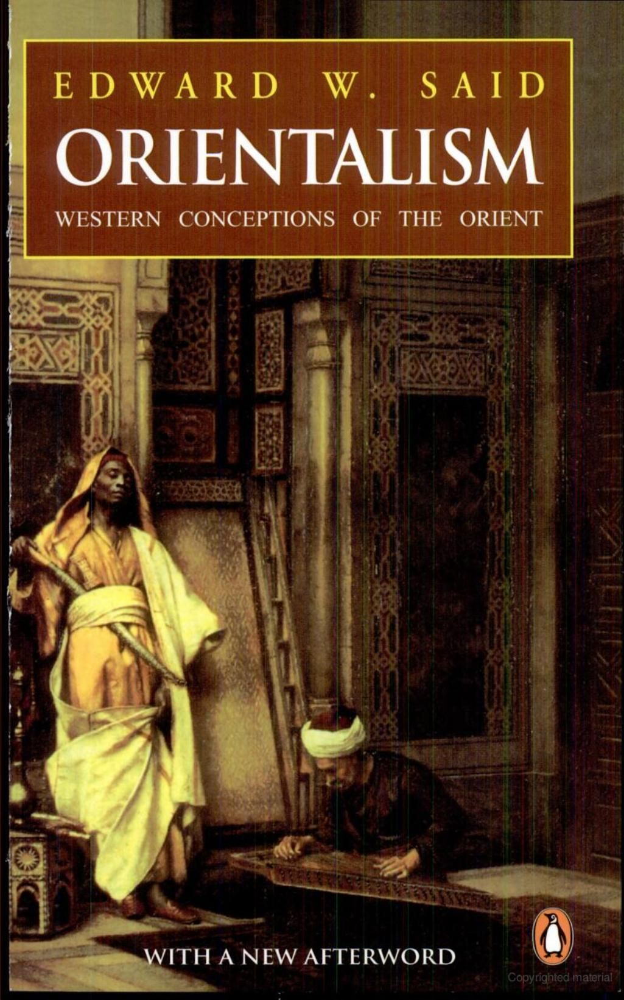 EDWARD W. SAID
ORIENTALISM
WESTERN CONCEPTIONS OF THE ORIENT
WITH A NEW AFTERWORD
Copyrighted material